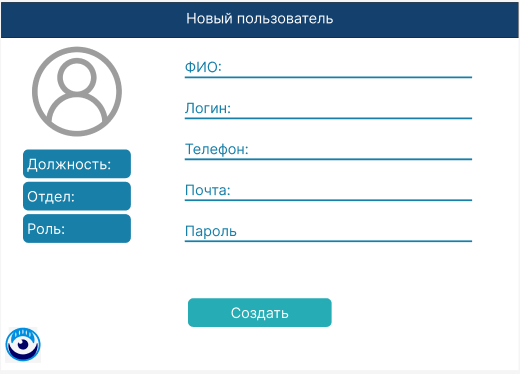 Новый пользователь
ФИО:
Логин:
Телефон:
Почта:
Пароль
Должность:
Отдел:
Роль:
Создать